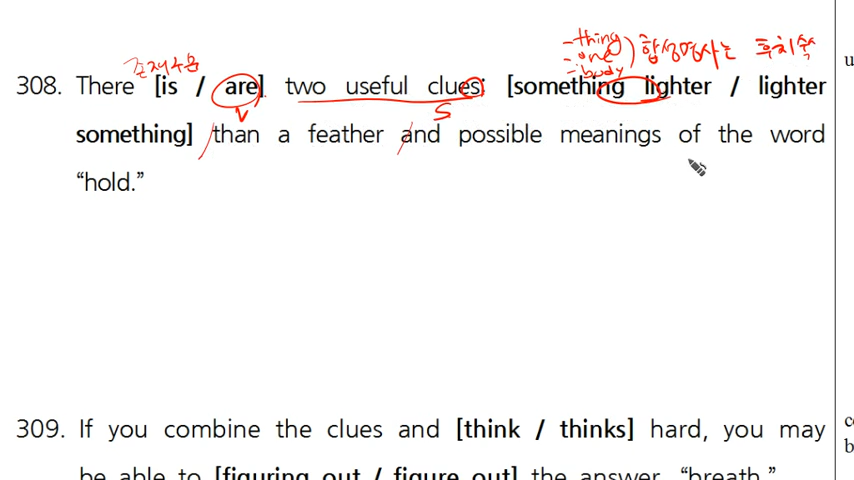 -thing
-one
-body
합성명사는 후치수식
존재구문
308. There [is / are] two useful clues: [something lighter / lighter
V
S
something] than a feather and possible meanings of the word
"hold."
309. If you combine the clues and [think / thinks] hard, you may
be able to [figuring out / figure out] the answer, "breath."